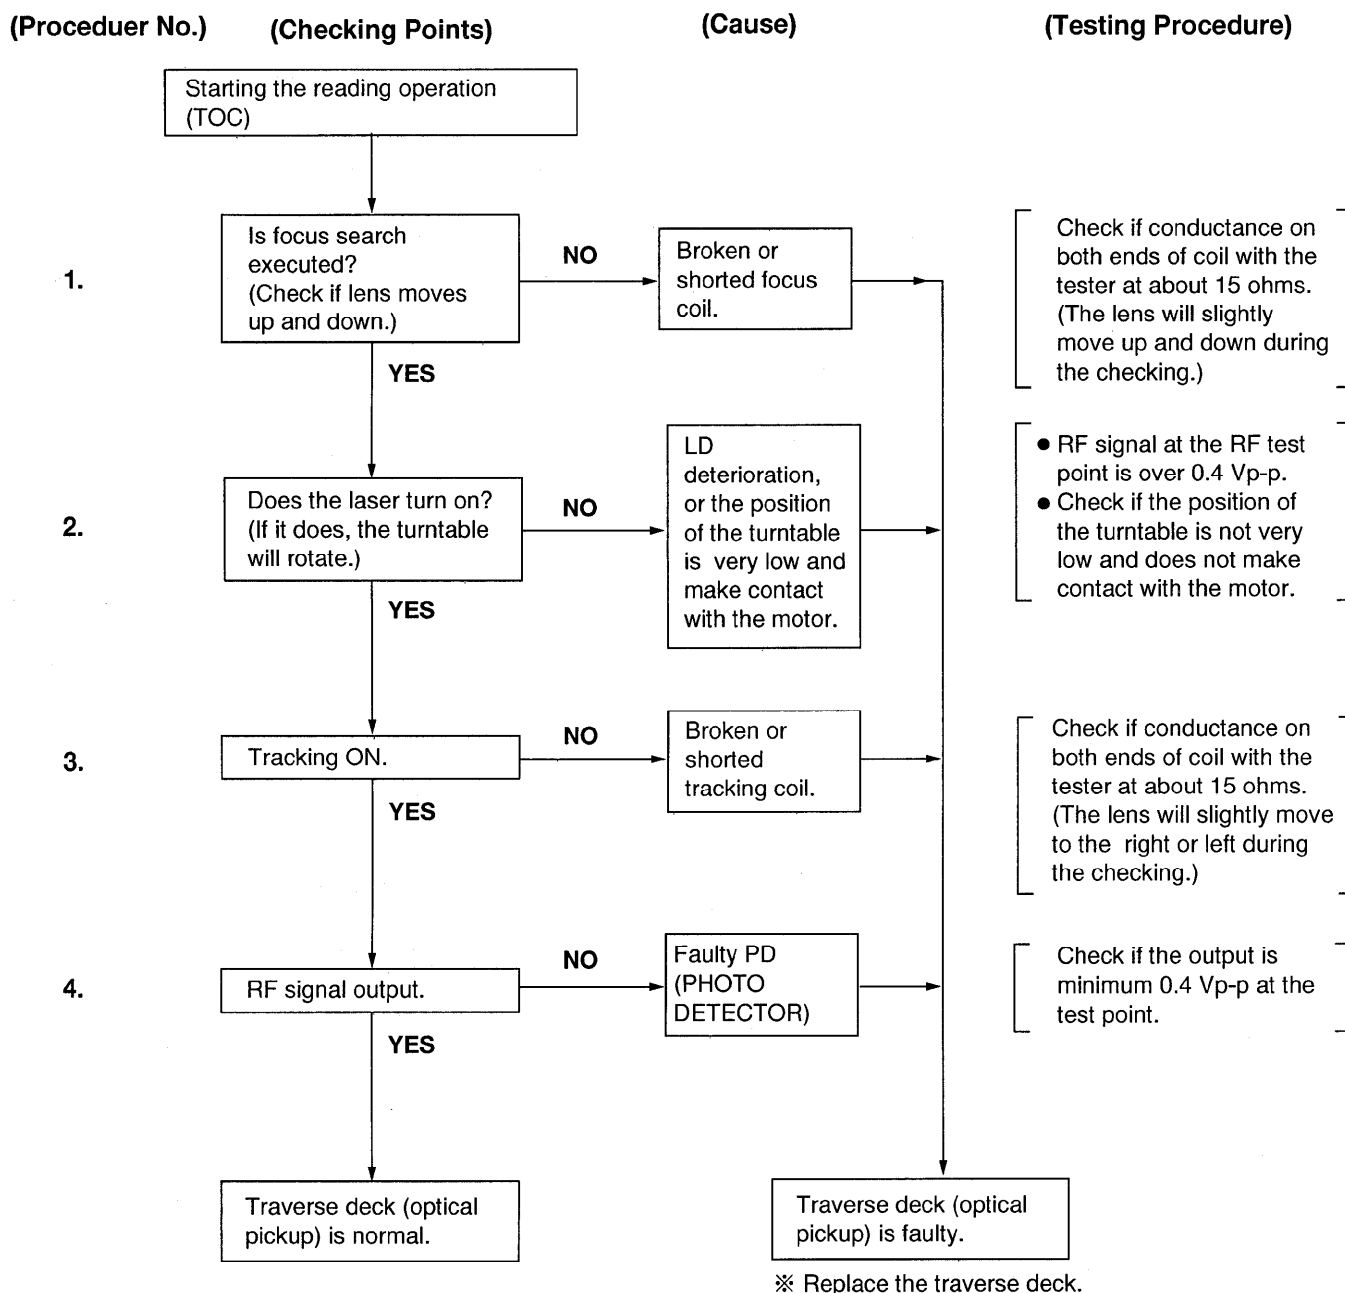 (Proceduer No.) (Checking Points) (Cause) (Testing Procedure)
Starting the reading operation
(TOC)
1.
Is focus search
executed?
(Check if lens moves
up and down.)
NO
YES
Broken or
shorted focus
coil.
Check if conductance on
both ends of coil with the
tester at about 15 ohms.
(The lens will slightly
move up and down during
the checking.)
2.
Does the laser turn on?
(If it does, the turntable
will rotate.)
NO
YES
LD
deterioration,
or the position
of the turntable
is very low and
make contact
with the motor.
● RF signal at the RF test
point is over 0.4 Vp-p.
● Check if the position of
the turntable is not very
low and does not make
contact with the motor.
3.
Tracking ON.
NO
YES
Broken or
shorted
tracking coil.
Check if conductance on
both ends of coil with the
tester at about 15 ohms.
(The lens will slightly move
to the right or left during
the checking.)
4.
RF signal output.
NO
YES
Faulty PD
(PHOTO
DETECTOR)
Check if the output is
minimum 0.4 Vp-p at the
test point.
Traverse deck (optical
pickup) is normal.
Traverse deck (optical
pickup) is faulty.
※ Replace the traverse deck.